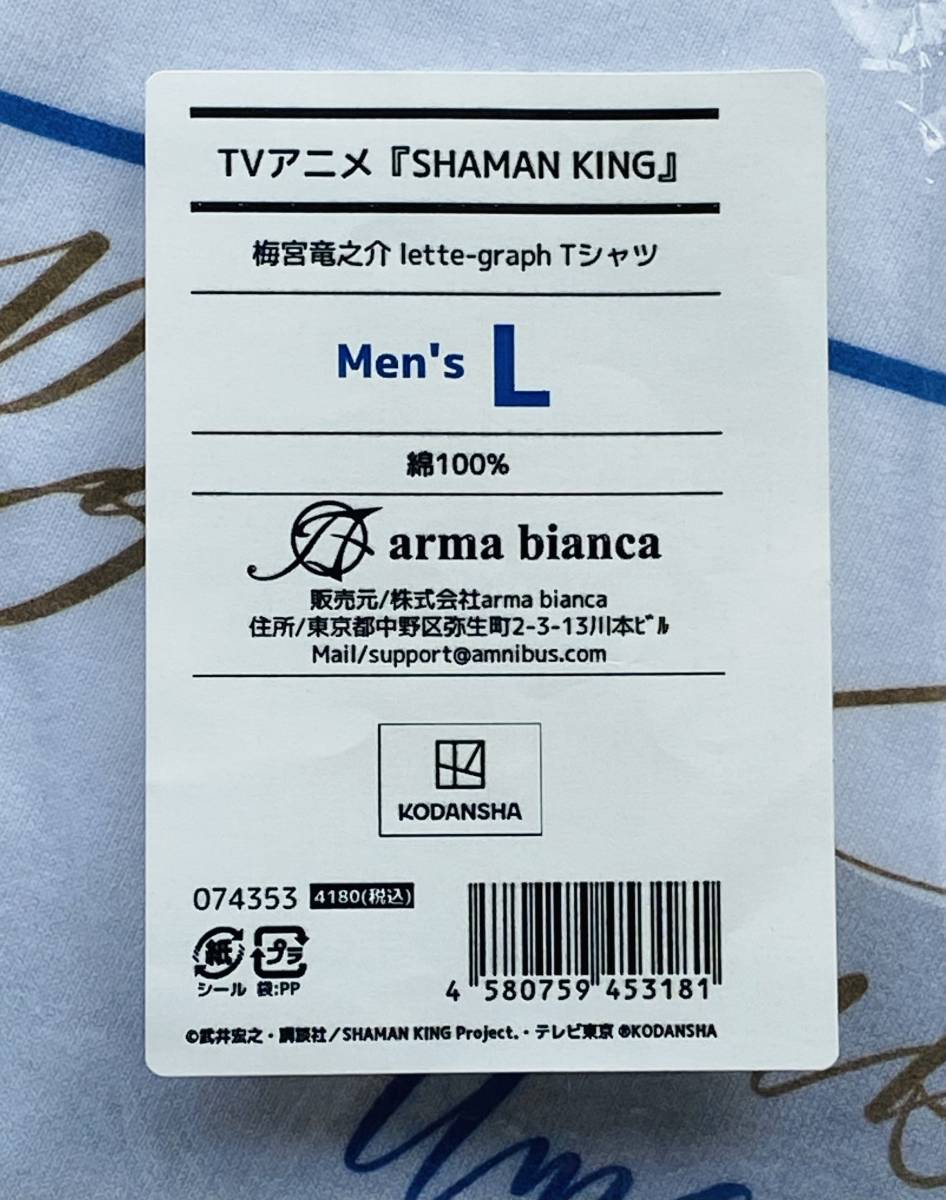 TVアニメ『SHAMAN KING』
梅宮竜之介 lette-graph Tシャツ
Men's L
綿100%
arma bianca
販売元/株式会社arma bianca
住所/東京都中野区弥生町2-3-13川本ビル
Mail/support@amnibus.com
KODANSHA
074353 4180(税込)
紙 プラ
シール 袋:PP
4 580759 453181
©武井宏之・講談社/SHAMAN KING Project.・テレビ東京 ®KODANSHA